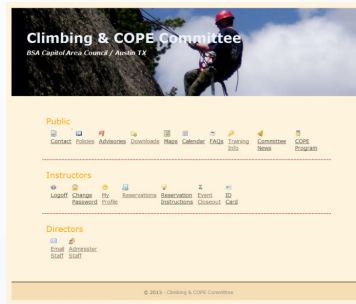 Climbing & COPE Committee
BSA Capitol Area Council / Austin TX
Public
Contact Policies Advisories Downloads Maps Calendar FAQs Training Info Committee News COPE Program
Instructors
Logoff Change Password My Profile Reservations Reservation Instructions Event Closeout ID Card
Directors
Email Staff Administer Staff
© 2013 - Climbing & COPE Committee